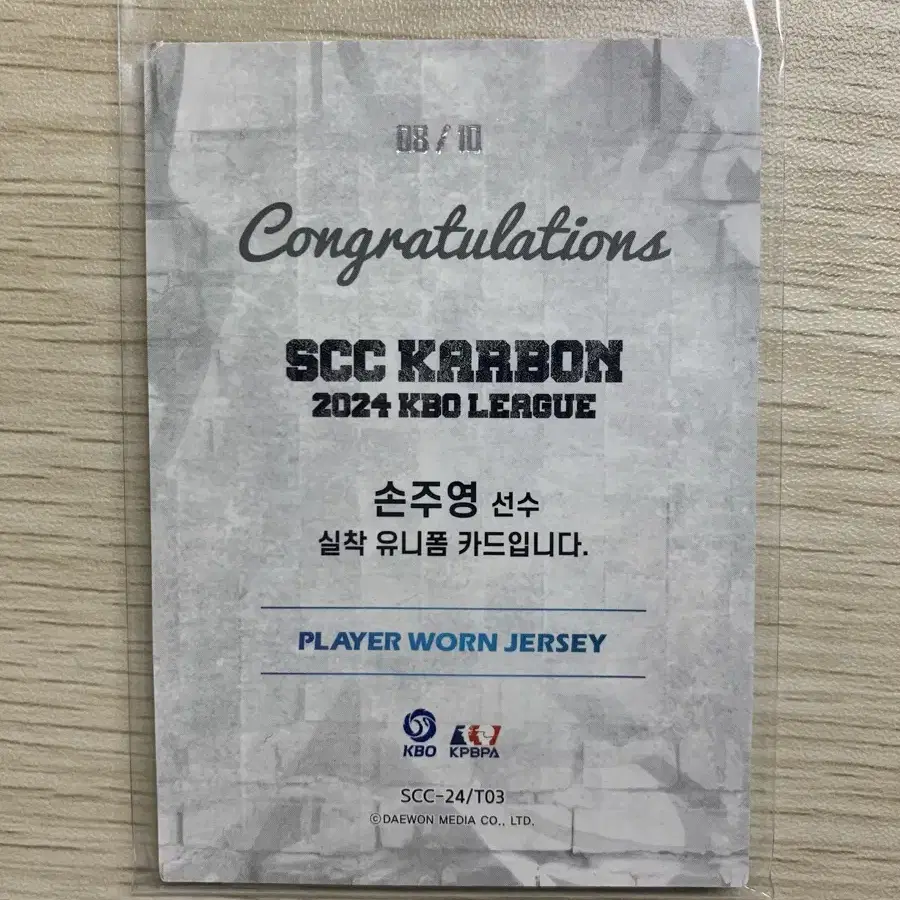 08 / 10
Congratulations
SCC KARBON
2024 KBO LEAGUE
손주영 선수
실착 유니폼 카드입니다.
PLAYER WORN JERSEY
KBO KPBPA
SCC-24/T03
©DAEWON MEDIA CO., LTD.